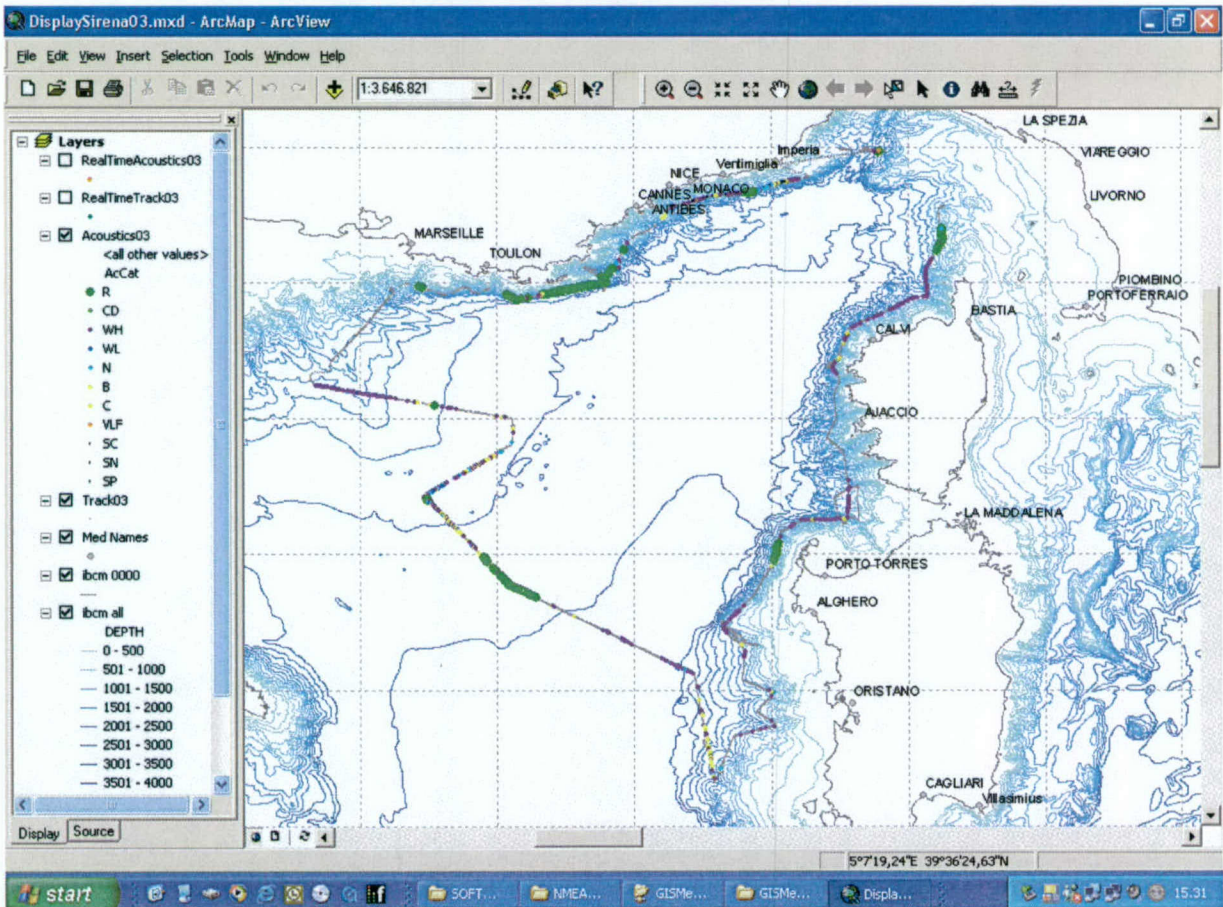 DisplaySirena03.mxd - ArcMap - ArcView
File Edit View Insert Selection Tools Window Help
1:3.646.821
Layers
RealTimeAcoustics03
RealTimeTrack03
Acoustics03
<all other values>
AcCat
R
CD
WH
WL
N
B
C
VLF
SC
SN
SP
Track03
Med Names
ibcm 0000
ibcm all
DEPTH
0 - 500
501 - 1000
1001 - 1500
1501 - 2000
2001 - 2500
2501 - 3000
3001 - 3500
3501 - 4000
Display Source
LA SPEZIA
Imperia
VIAREGGIO
Ventimiglia
NICE
CANNES MONACO
LIVORNO
ANTIBES
MARSEILLE
TOULON
PIOMBINO
PORTOFERRAIO
BASTIA
CALVI
AJACCIO
LA MADDALENA
PORTO TORRES
ALGHERO
ORISTANO
CAGLIARI
Villasimius
5°7'19,24"E 39°36'24,63"N
start
SOFT...
NMEA...
GISMe...
GISMe...
Displa...
15.31